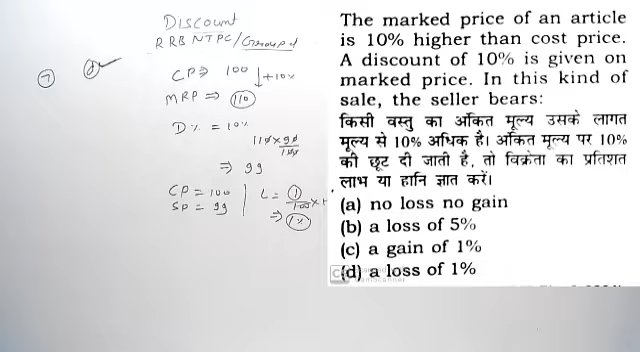 Discount
RRB NTPC/Group d
7 d
CP ⇒ 100
↓+10%
MRP ⇒ 110
D% = 10%
110 × 90
100
⇒ 99
CP = 100
SP = 99
L = 1
100 ×
⇒ 1%
The marked price of an article
is 10% higher than cost price.
A discount of 10% is given on
marked price. In this kind of
sale, the seller bears:
किसी वस्तु का अंकित मूल्य उसके लागत
मूल्य से 10% अधिक है। अंकित मूल्य पर 10%
की छूट दी जाती है, तो विक्रेता का प्रतिशत
लाभ या हानि ज्ञात करें।
(a) no loss no gain
(b) a loss of 5%
(c) a gain of 1%
(d) a loss of 1%